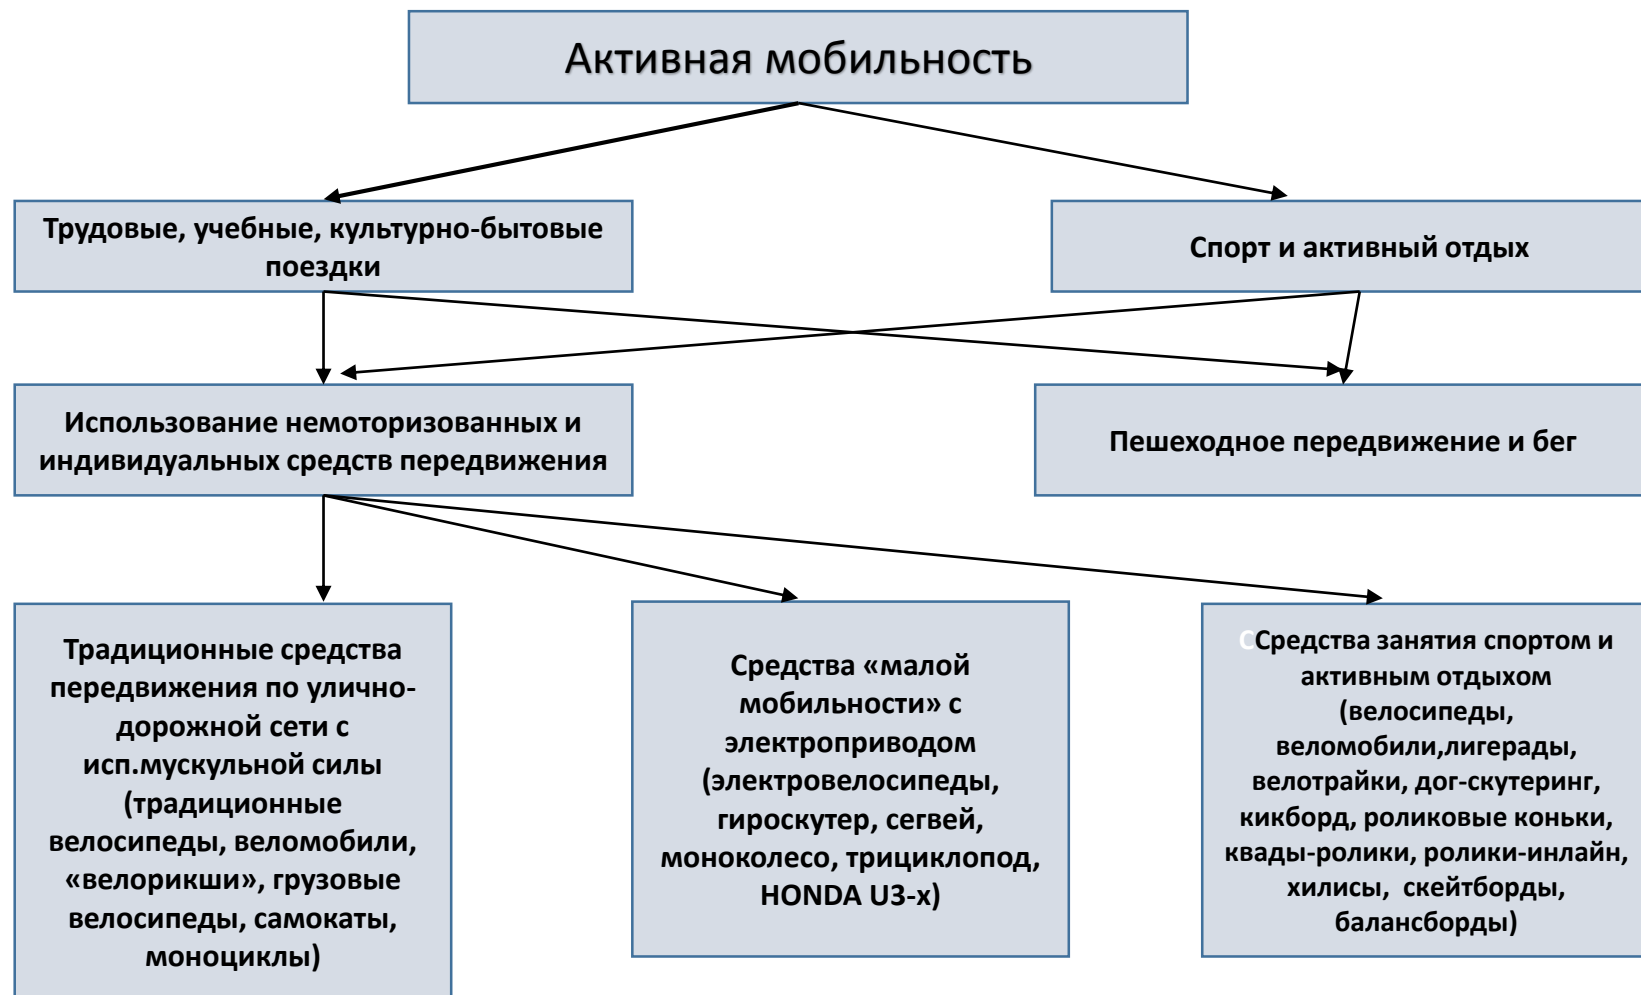 Активная мобильность
Трудовые, учебные, культурно-бытовые
поездки
Спорт и активный отдых
Использование немоторизованных и
индивидуальных средств передвижения
Пешеходное передвижение и бег
Традиционные средства
передвижения по улично-
дорожной сети с
исп.мускульной силы
(традиционные
велосипеды, веломобили,
«велорикши», грузовые
велосипеды, самокаты,
моноциклы)
Средства «малой
мобильности» с
электроприводом
(электровелосипеды,
гироскутер, сегвей,
моноколесо, трициклопод,
HONDA U3-x)
ССредства занятия спортом и
активным отдыхом
(велосипеды,
веломобили,лигерады,
велотрайки, дог-скутеринг,
кикборд, роликовые коньки,
квады-ролики, ролики-инлайн,
хилисы, скейтборды,
балансборды)